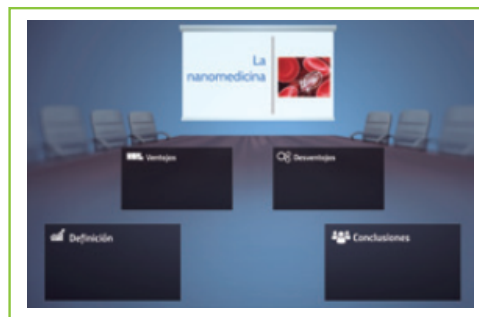 La
nanomedicina
Ventajas
Desventajas
Definición
Conclusiones